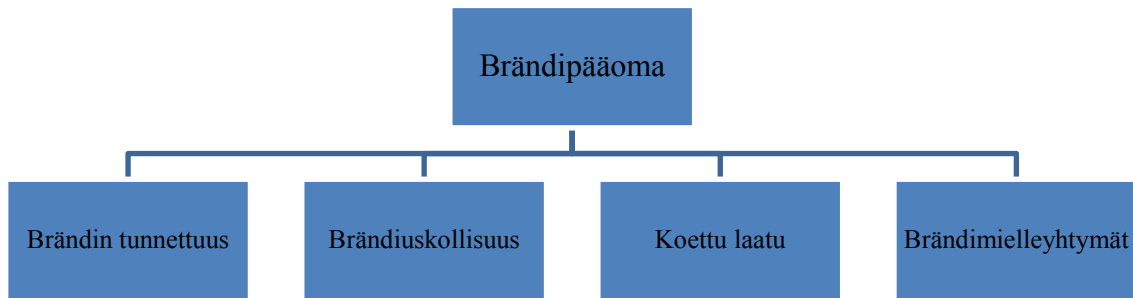 Brändipääoma
Brändin tunnettuus
Brändiuskollisuus
Koettu laatu
Brändimielleyhtymät